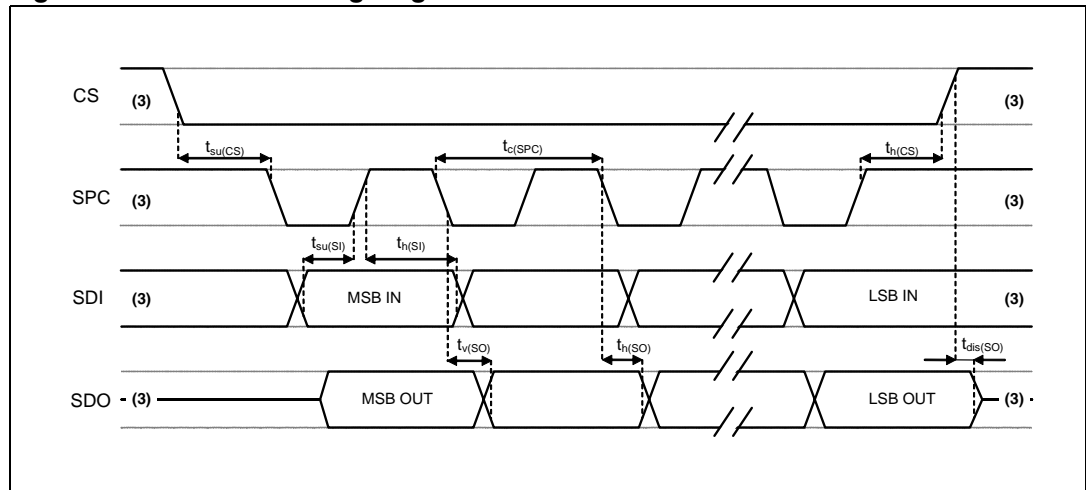 CS (3) (3)
t_su(CS) t_c(SPC) t_h(CS)
SPC (3) (3)
t_su(SI) t_h(SI)
SDI (3) MSB IN LSB IN (3)
t_v(SO) t_h(SO) t_dis(SO)
SDO (3) MSB OUT LSB OUT (3)